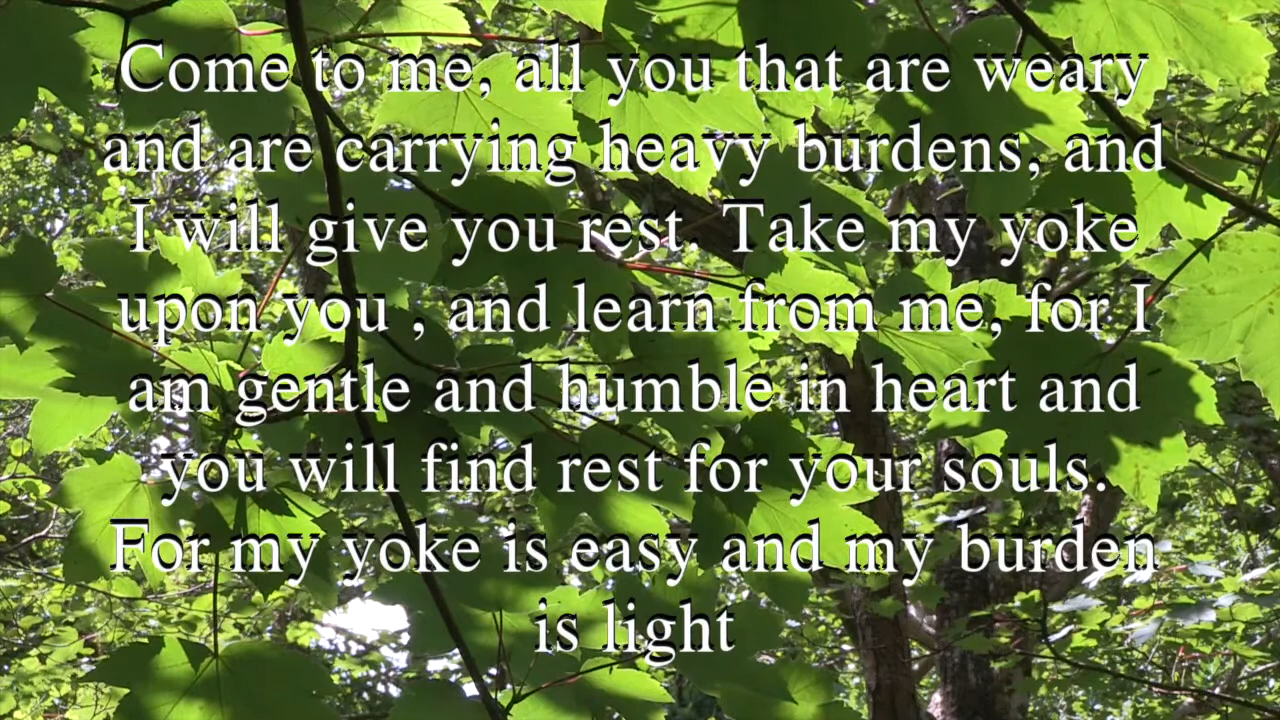 Come to me, all you that are weary
and are carrying heavy burdens, and
I will give you rest. Take my yoke
upon you , and learn from me, for I
am gentle and humble in heart and
you will find rest for your souls.
For my yoke is easy and my burden
is light